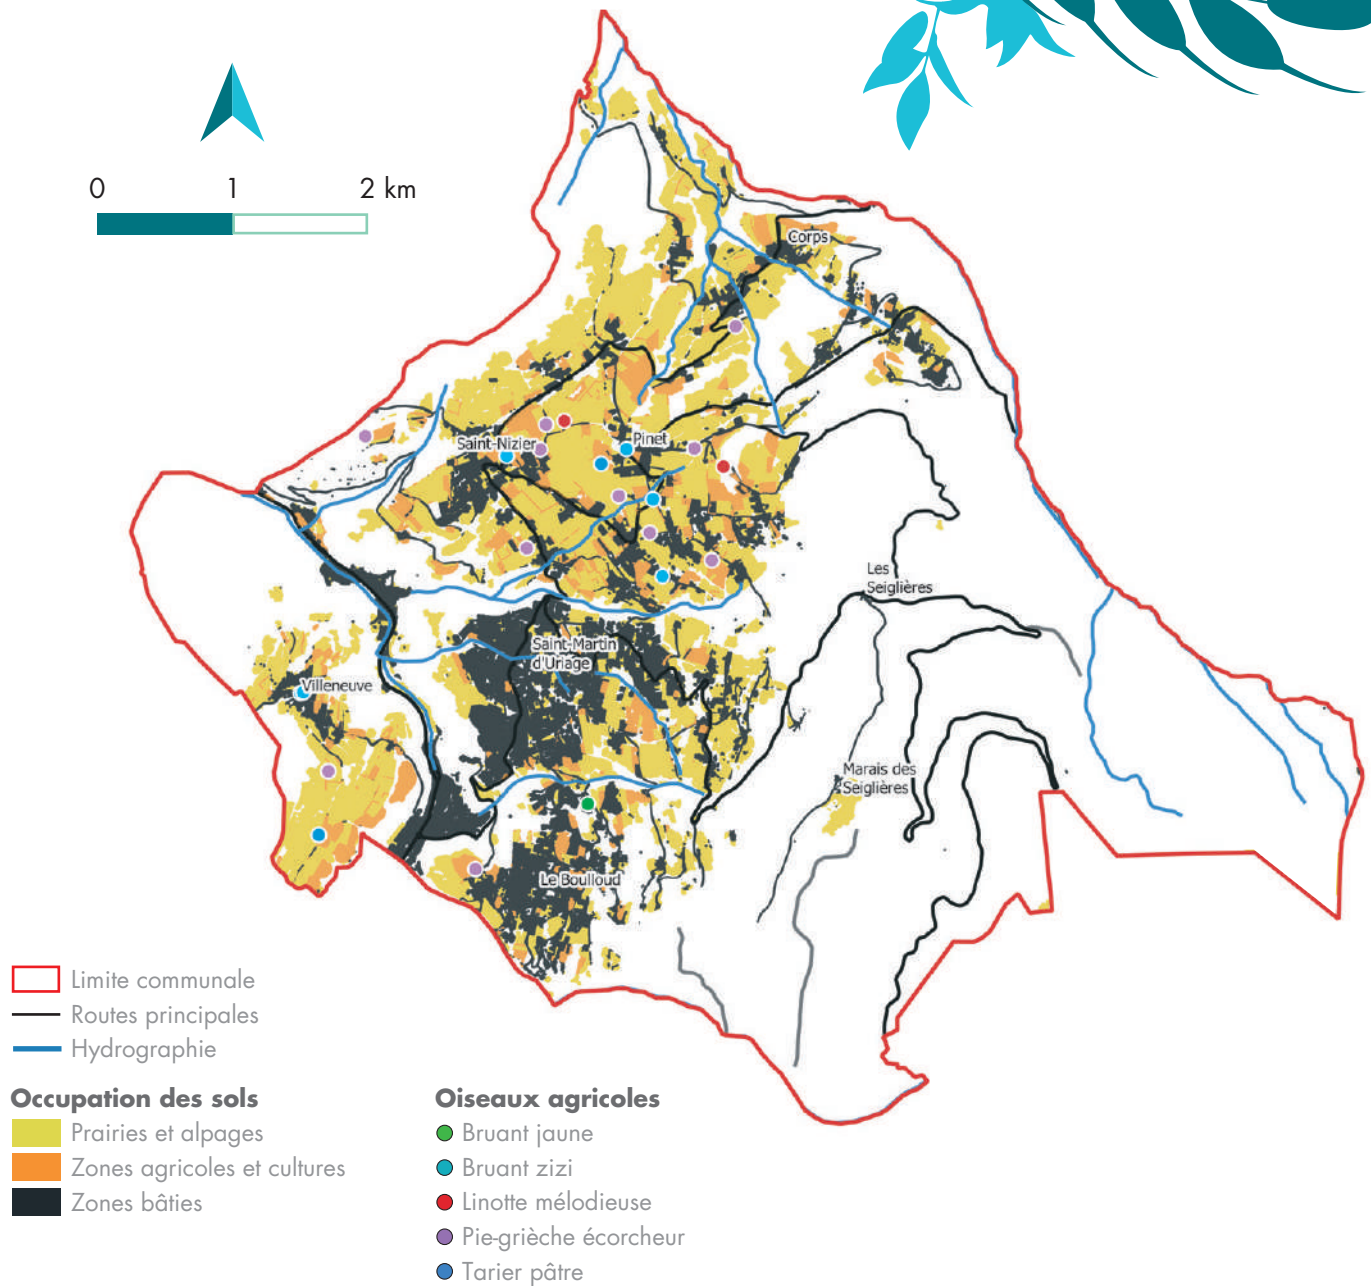 0 1 2 km
Corps
Saint-Nizier
Pinet
Les
Seiglières
Saint-Martin
d'Uriage
Villeneuve
Marais des
Seiglières
Le Boulloud
Limite communale
Routes principales
Hydrographie
Occupation des sols
Prairies et alpages
Zones agricoles et cultures
Zones bâties
Oiseaux agricoles
Bruant jaune
Bruant zizi
Linotte mélodieuse
Pie-grièche écorcheur
Tarier pâtre